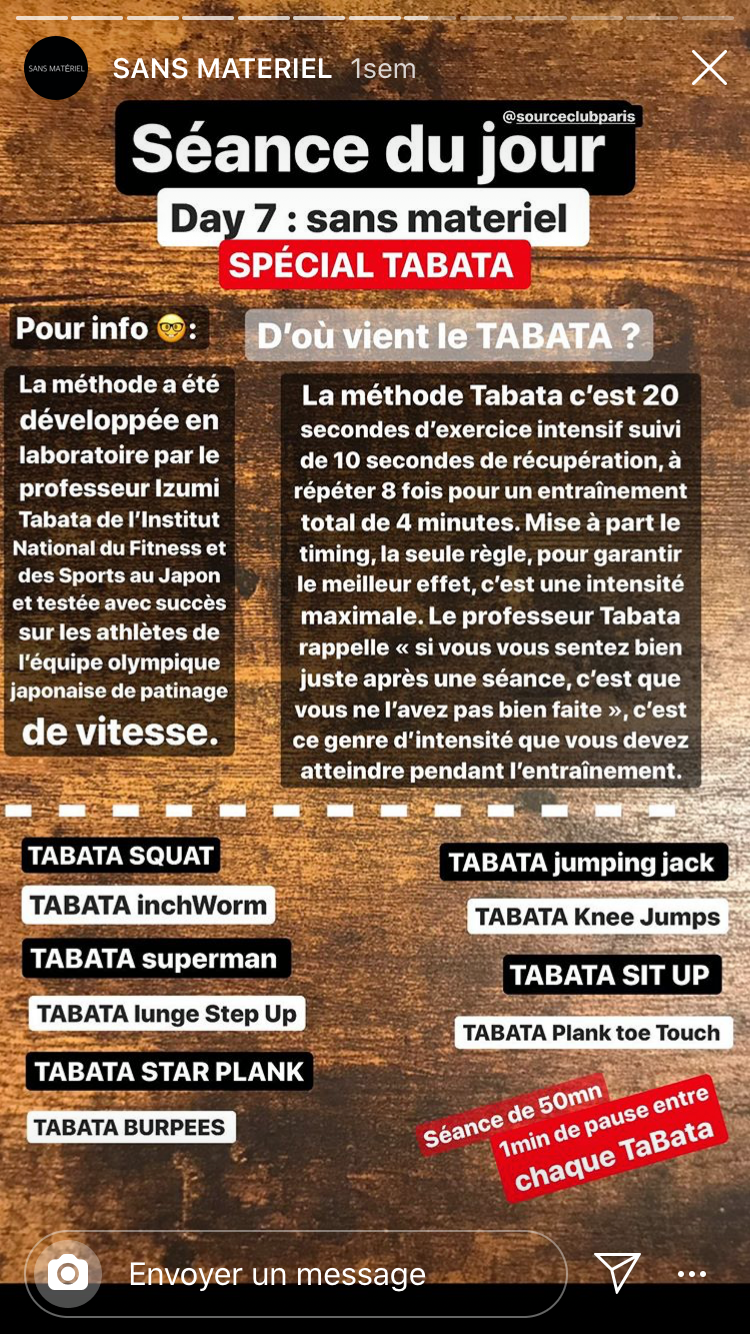 SANS MATÉRIEL
SANS MATERIEL 1sem
@sourceclubparis
Séance du jour
Day 7 : sans materiel
SPÉCIAL TABATA
Pour info 🤓:
La méthode a été
développée en
laboratoire par le
professeur Izumi
Tabata de l’Institut
National du Fitness et
des Sports au Japon
et testée avec succès
sur les athlètes de
l’équipe olympique
japonaise de patinage
de vitesse.
D’où vient le TABATA ?
La méthode Tabata c’est 20
secondes d’exercice intensif suivi
de 10 secondes de récupération, à
répéter 8 fois pour un entraînement
total de 4 minutes. Mise à part le
timing, la seule règle, pour garantir
le meilleur effet, c’est une intensité
maximale. Le professeur Tabata
rappelle « si vous vous sentez bien
juste après une séance, c’est que
vous ne l’avez pas bien faite », c’est
ce genre d’intensité que vous devez
atteindre pendant l’entraînement.
TABATA SQUAT
TABATA inchWorm
TABATA superman
TABATA lunge Step Up
TABATA STAR PLANK
TABATA BURPEES
TABATA jumping jack
TABATA Knee Jumps
TABATA SIT UP
TABATA Plank toe Touch
Séance de 50mn
1min de pause entre
chaque TaBata
Envoyer un message